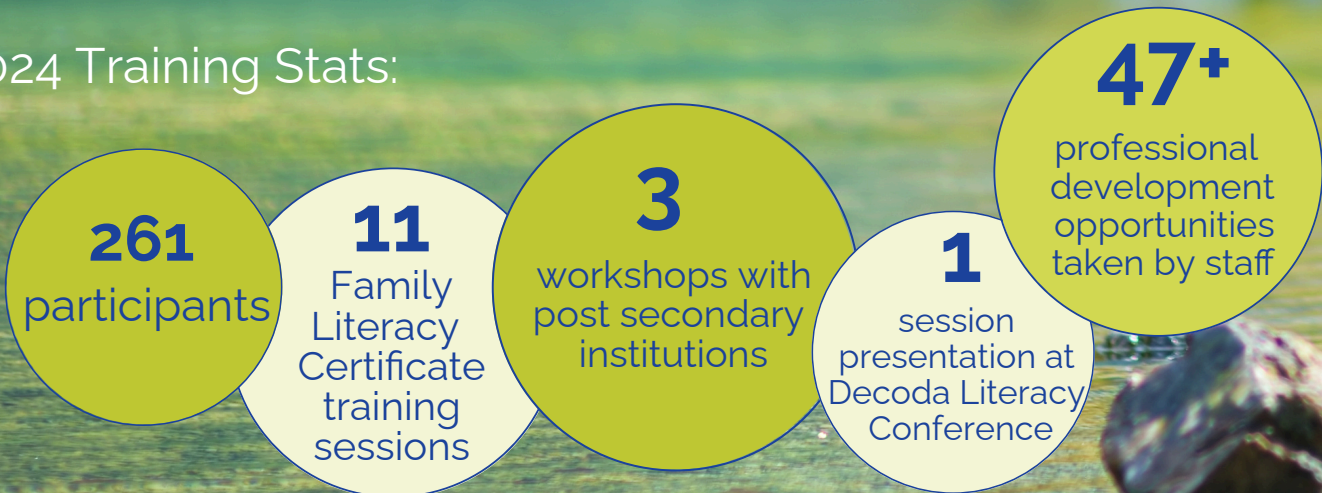 024 Training Stats:
261
participants
11
Family
Literacy
Certificate
training
sessions
3
workshops with
post secondary
institutions
1
session
presentation at
Decoda Literacy
Conference
47+
professional
development
opportunities
taken by staff